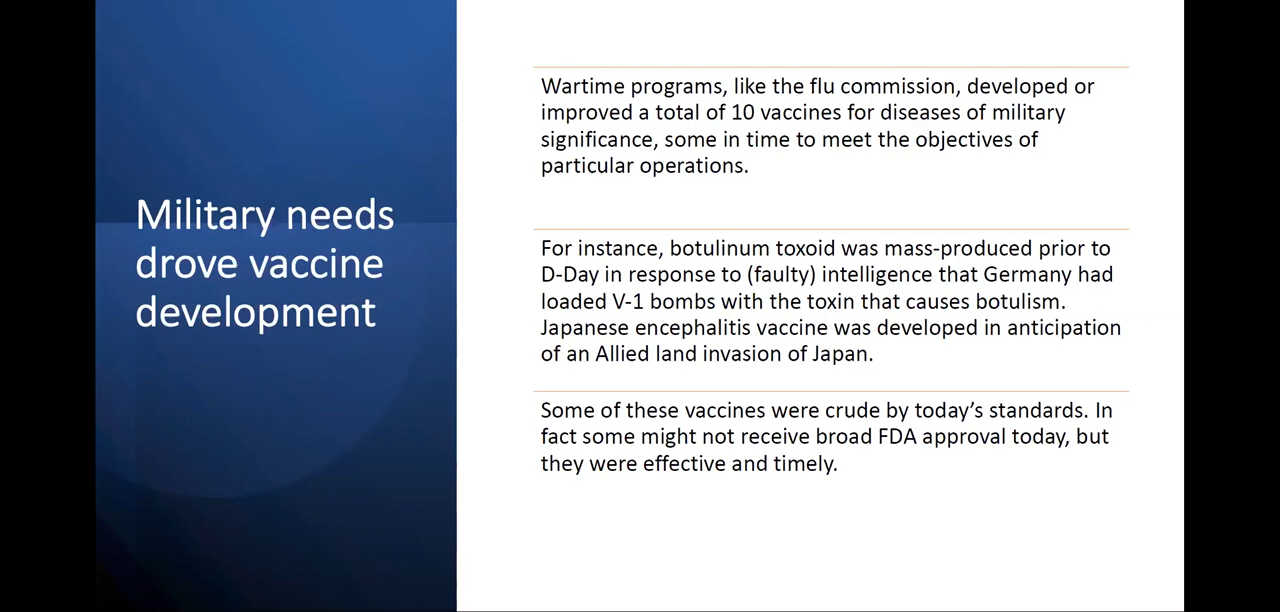 Military needs
drove vaccine
development
Wartime programs, like the flu commission, developed or
improved a total of 10 vaccines for diseases of military
significance, some in time to meet the objectives of
particular operations.
For instance, botulinum toxoid was mass-produced prior to
D-Day in response to (faulty) intelligence that Germany had
loaded V-1 bombs with the toxin that causes botulism.
Japanese encephalitis vaccine was developed in anticipation
of an Allied land invasion of Japan.
Some of these vaccines were crude by today’s standards. In
fact some might not receive broad FDA approval today, but
they were effective and timely.